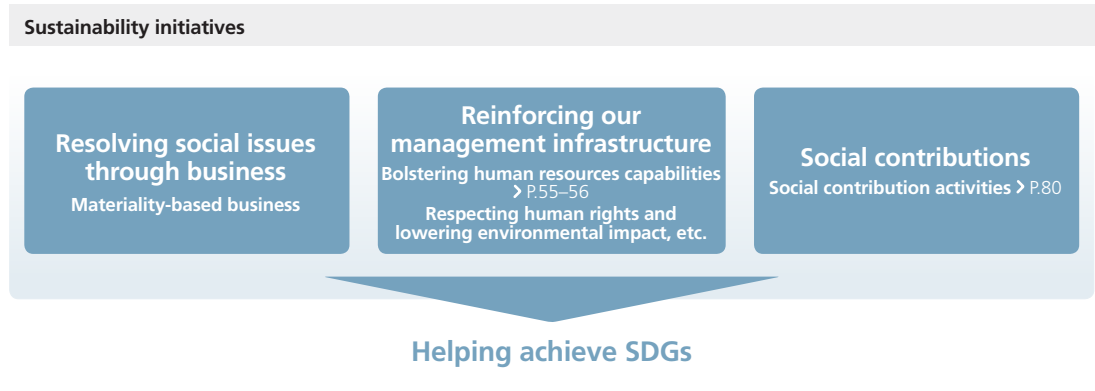 Sustainability initiatives
Resolving social issues
through business
Materiality-based business
Reinforcing our
management infrastructure
Bolstering human resources capabilities
> P.55–56
Respecting human rights and
lowering environmental impact, etc.
Social contributions
Social contribution activities > P.80
Helping achieve SDGs